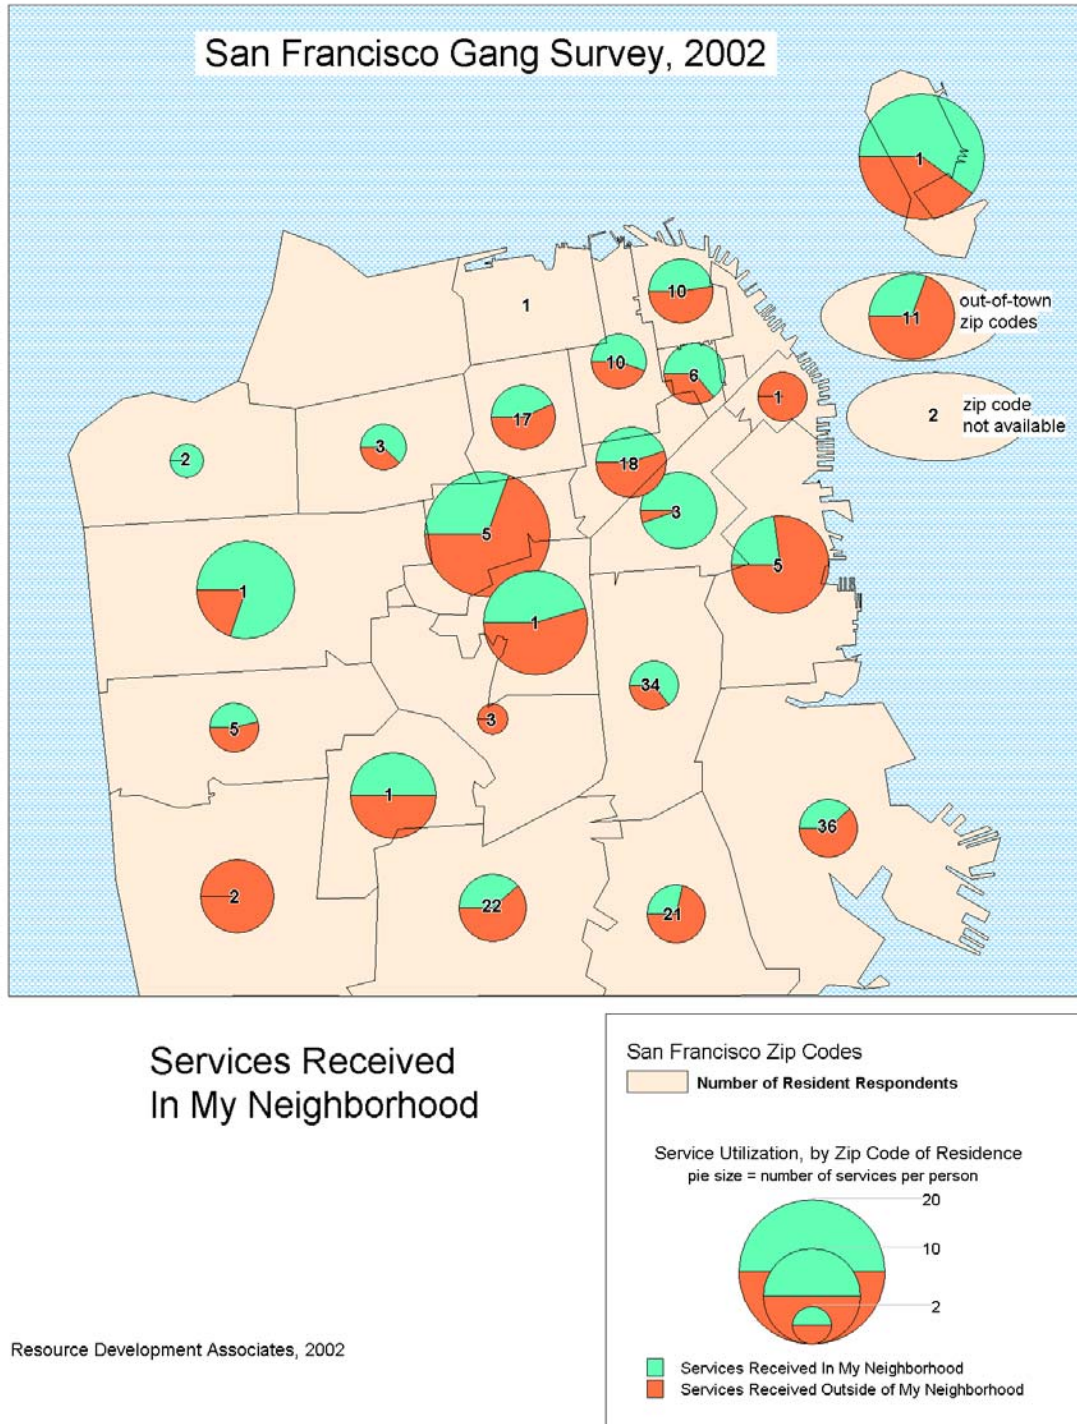 San Francisco Gang Survey, 2002
1
10
1
11
out-of-town
zip codes
10
6
1
17
2
zip code
not available
3
2
18
3
5
5
1
1
34
3
5
1
36
2
22
21
Services Received
In My Neighborhood
San Francisco Zip Codes
Number of Resident Respondents
Service Utilization, by Zip Code of Residence
pie size = number of services per person
20
10
2
Services Received In My Neighborhood
Services Received Outside of My Neighborhood
Resource Development Associates, 2002